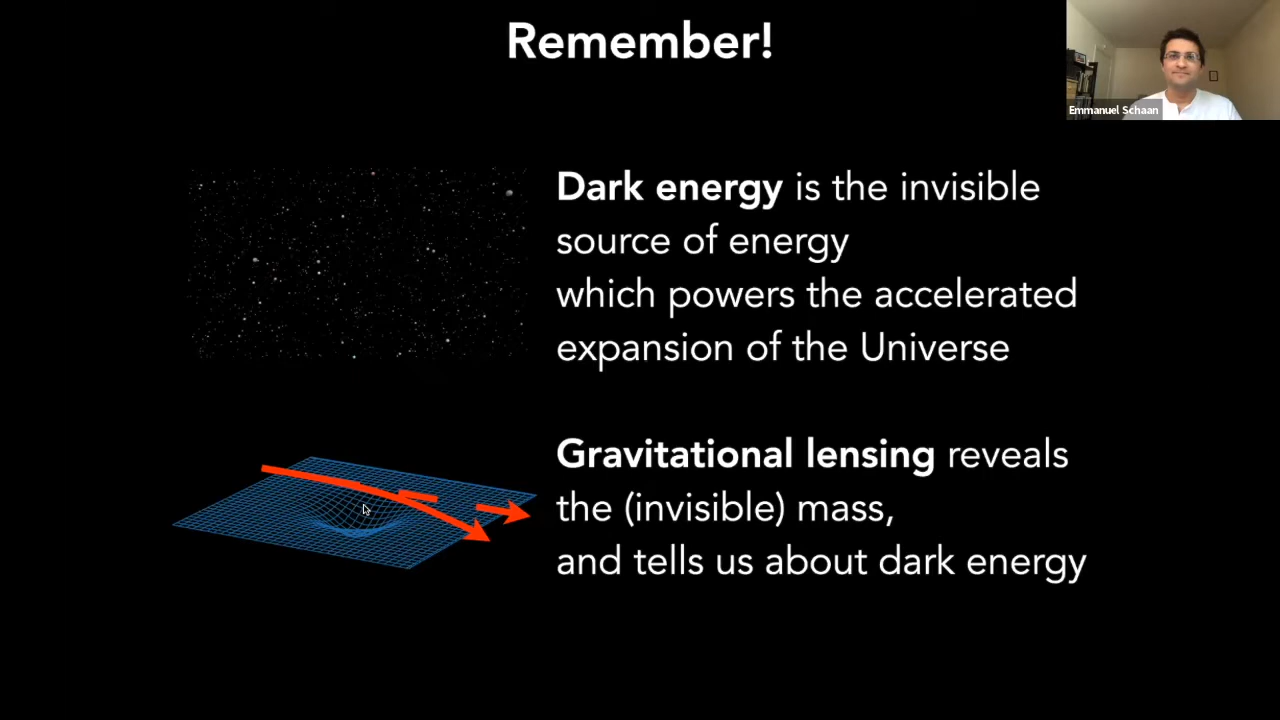 Remember!
Emmanuel Schaan
Dark energy is the invisible
source of energy
which powers the accelerated
expansion of the Universe
Gravitational lensing reveals
the (invisible) mass,
and tells us about dark energy